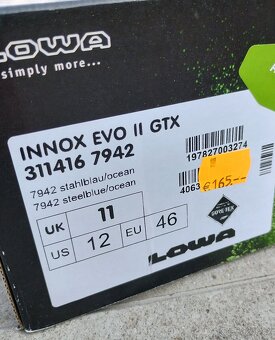 LOWA
simply more...
INNOX EVO II GTX
311416 7942
7942 stahlblau/ocean
7942 steelblue/ocean
197827003274
4063
€165.--
UK 11
US 12 EU 46
GORE-TEX
LOWA